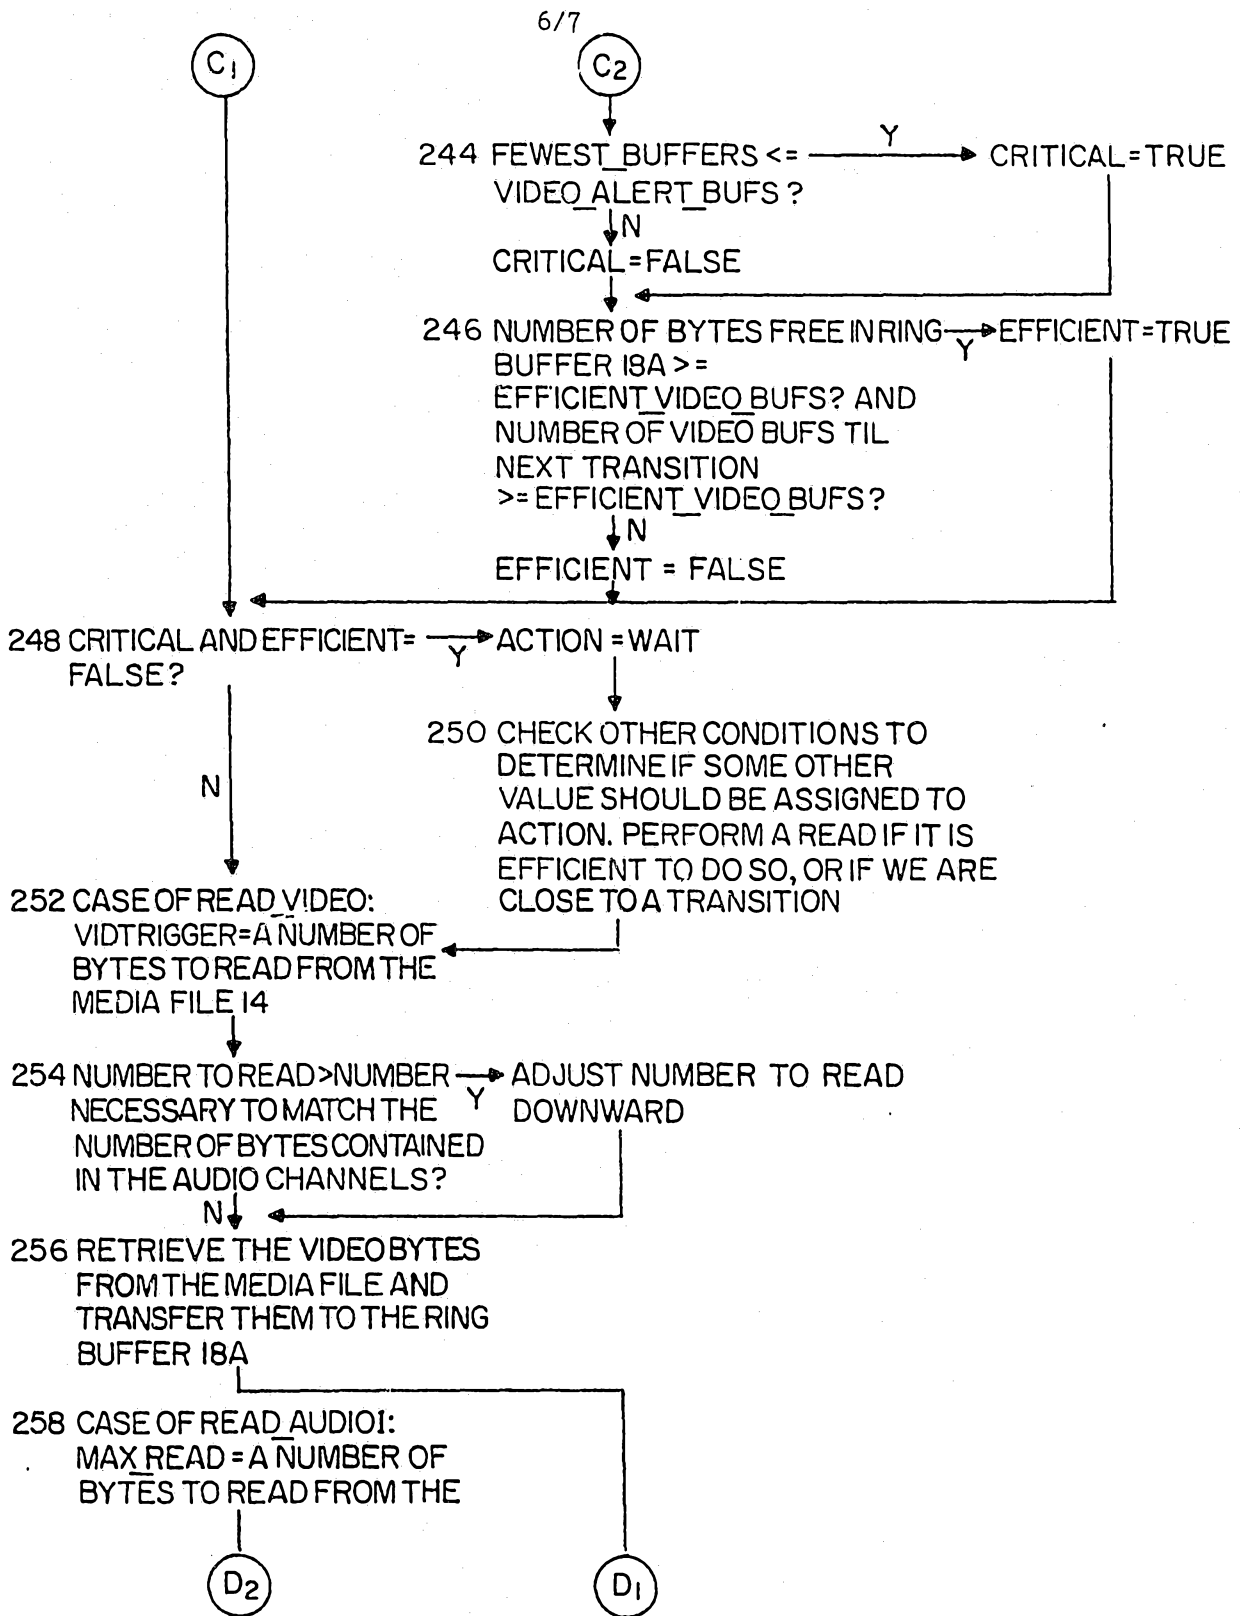 6/7
C1
C2
244 FEWEST_BUFFERS <=
VIDEO_ALERT_BUFS ?
Y
CRITICAL=TRUE
N
CRITICAL=FALSE
246 NUMBER OF BYTES FREE IN RING
BUFFER 18A >=
EFFICIENT_VIDEO_BUFS? AND
NUMBER OF VIDEO BUFS TIL
NEXT TRANSITION
>= EFFICIENT_VIDEO_BUFS?
Y
EFFICIENT=TRUE
N
EFFICIENT = FALSE
248 CRITICAL AND EFFICIENT=
FALSE?
Y
ACTION =WAIT
N
250 CHECK OTHER CONDITIONS TO
DETERMINE IF SOME OTHER
VALUE SHOULD BE ASSIGNED TO
ACTION. PERFORM A READ IF IT IS
EFFICIENT TO DO SO, OR IF WE ARE
CLOSE TO A TRANSITION
252 CASE OF READ_VIDEO:
VIDTRIGGER=A NUMBER OF
BYTES TO READ FROM THE
MEDIA FILE 14
254 NUMBER TO READ>NUMBER
NECESSARY TO MATCH THE
NUMBER OF BYTES CONTAINED
IN THE AUDIO CHANNELS?
Y
ADJUST NUMBER TO READ
DOWNWARD
N
256 RETRIEVE THE VIDEO BYTES
FROM THE MEDIA FILE AND
TRANSFER THEM TO THE RING
BUFFER 18A
258 CASE OF READ_AUDIO1:
MAX_READ = A NUMBER OF
BYTES TO READ FROM THE
D2
D1